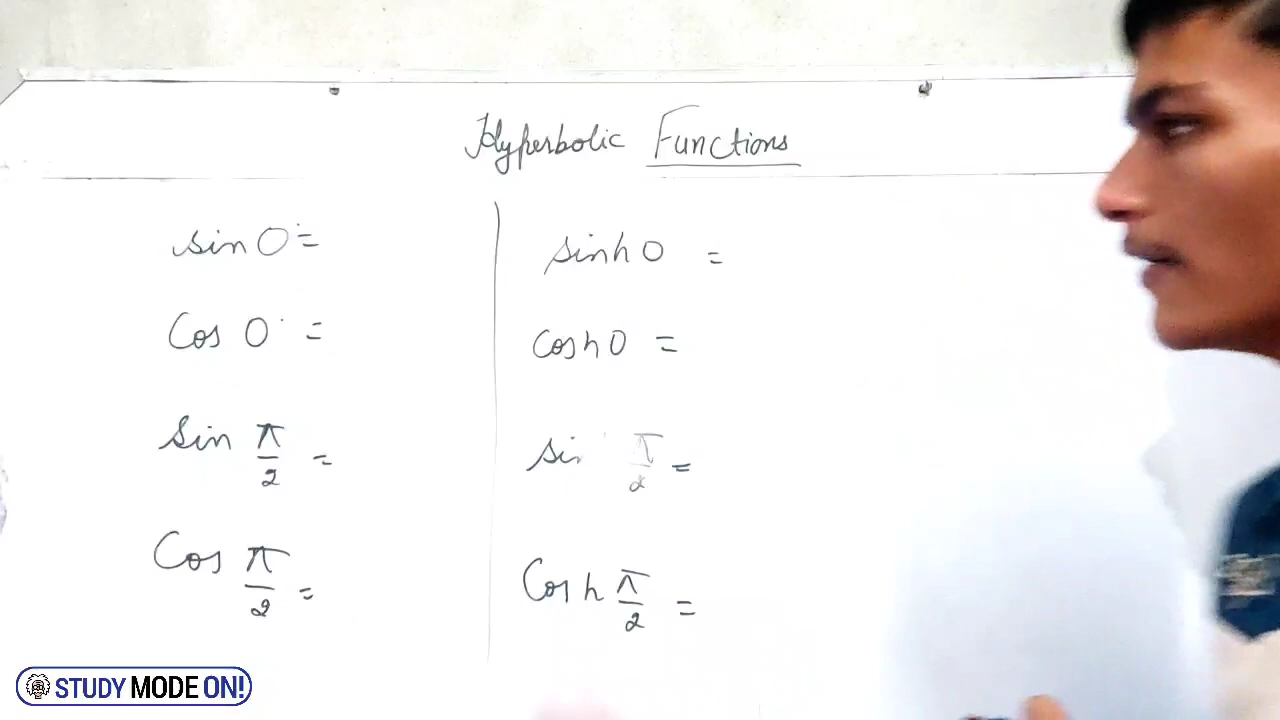 Hyperbolic Functions
sin 0 =
Cos 0 =
sin π/2 =
Cos π/2 =
sinh 0 =
cosh 0 =
sin π/2 =
Cosh π/2 =
STUDY MODE ON!